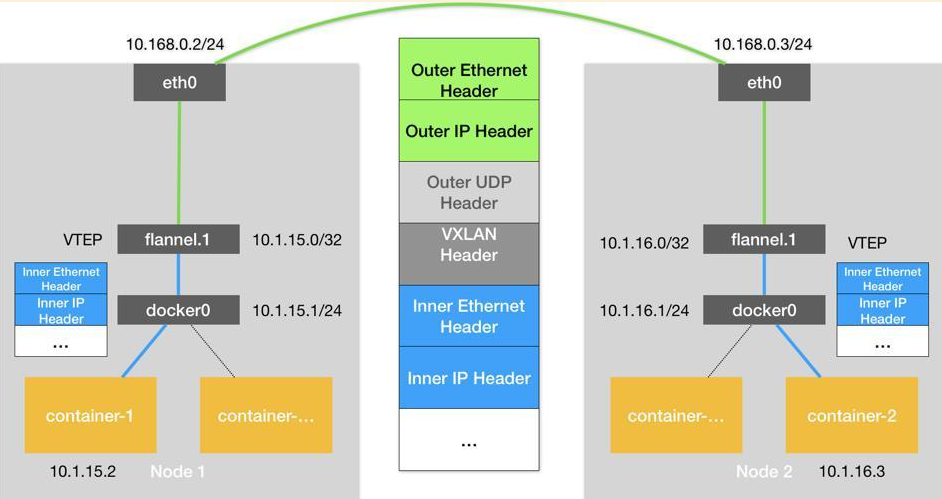 10.168.0.2/24
eth0
VTEP
flannel.1
10.1.15.0/32
Inner Ethernet
Header
Inner IP
Header
...
docker0
10.1.15.1/24
container-1
container-...
10.1.15.2
Node 1
Outer Ethernet
Header
Outer IP Header
Outer UDP
Header
VXLAN
Header
Inner Ethernet
Header
Inner IP Header
...
10.168.0.3/24
eth0
10.1.16.0/32
flannel.1
VTEP
10.1.16.1/24
docker0
Inner Ethernet
Header
Inner IP
Header
...
container-...
container-2
Node 2
10.1.16.3